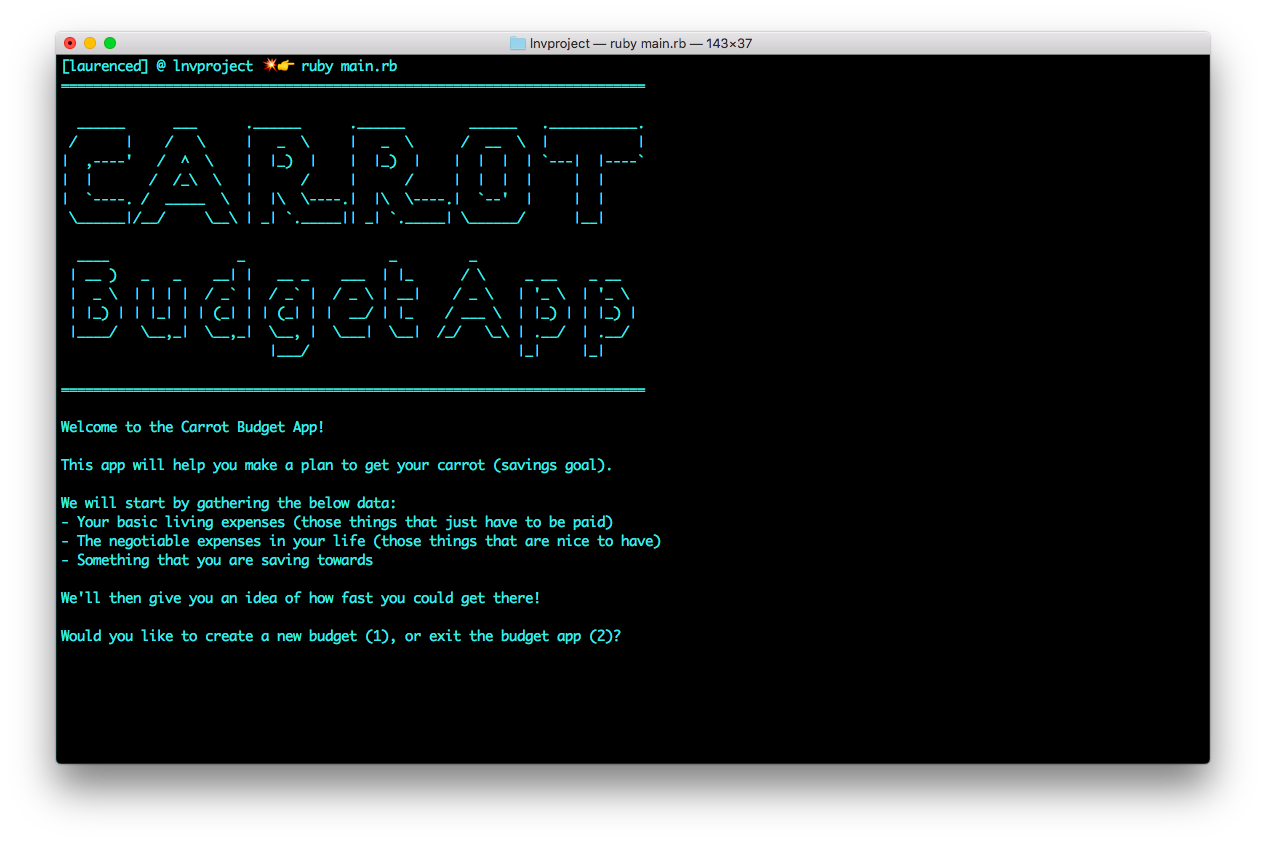 lnvproject — ruby main.rb — 143×37
[laurenced] @ lnvproject 💥👉 ruby main.rb
CARROT
Budget App
Welcome to the Carrot Budget App!
This app will help you make a plan to get your carrot (savings goal).
We will start by gathering the below data:
- Your basic living expenses (those things that just have to be paid)
- The negotiable expenses in your life (those things that are nice to have)
- Something that you are saving towards
We'll then give you an idea of how fast you could get there!
Would you like to create a new budget (1), or exit the budget app (2)?